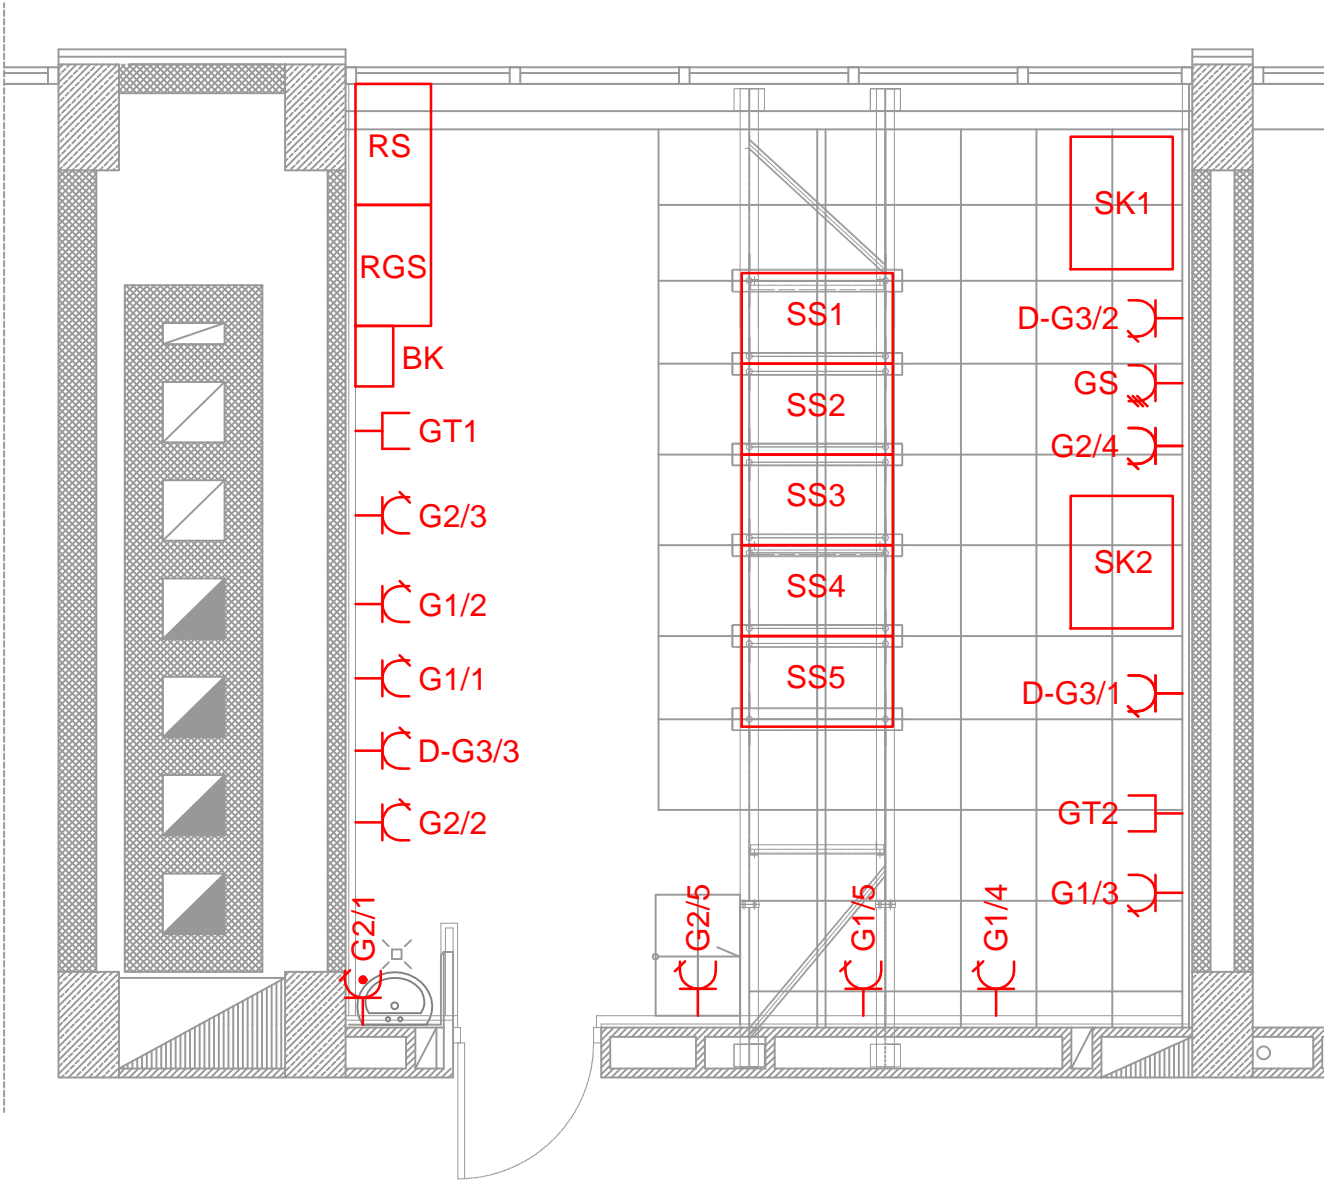 RS
SK1
RGS
SS1
D-G3/2
BK
GS
SS2
GT1
G2/4
SS3
G2/3
SK2
SS4
G1/2
SS5
G1/1
D-G3/1
D-G3/3
GT2
G2/2
G1/3
G2/1
G2/5
G1/5
G1/4